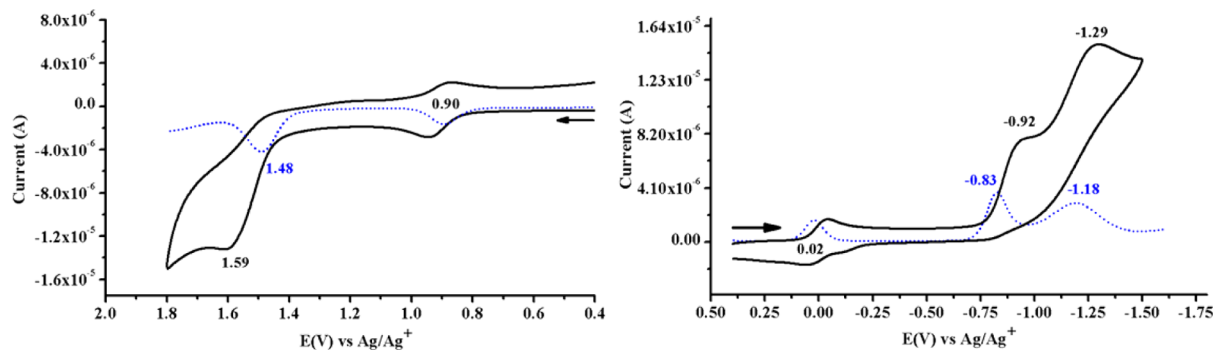 8.0x10⁻⁶
4.0x10⁻⁶
0.0
-4.0x10⁻⁶
-8.0x10⁻⁶
-1.2x10⁻⁵
-1.6x10⁻⁵
Current (A)
0.90
1.48
1.59
2.0 1.8 1.6 1.4 1.2 1.0 0.8 0.6 0.4
E(V) vs Ag/Ag⁺
1.64x10⁻⁵
1.23x10⁻⁵
8.20x10⁻⁶
4.10x10⁻⁶
0.00
Current (A)
-1.29
-0.92
-0.83
-1.18
0.02
0.50 0.25 0.00 -0.25 -0.50 -0.75 -1.00 -1.25 -1.50 -1.75
E(V) vs Ag/Ag⁺